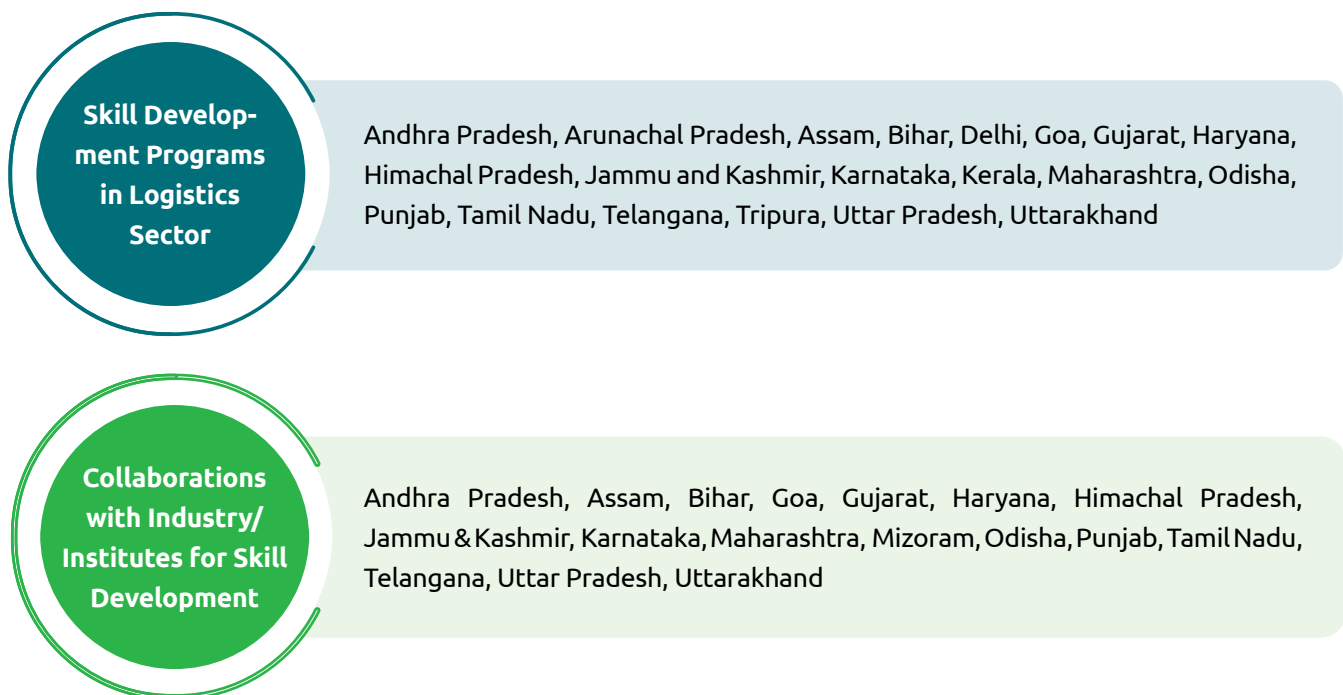 Skill Develop-
ment Programs
in Logistics
Sector
Andhra Pradesh, Arunachal Pradesh, Assam, Bihar, Delhi, Goa, Gujarat, Haryana,
Himachal Pradesh, Jammu and Kashmir, Karnataka, Kerala, Maharashtra, Odisha,
Punjab, Tamil Nadu, Telangana, Tripura, Uttar Pradesh, Uttarakhand
Collaborations
with Industry/
Institutes for Skill
Development
Andhra Pradesh, Assam, Bihar, Goa, Gujarat, Haryana, Himachal Pradesh,
Jammu & Kashmir, Karnataka, Maharashtra, Mizoram, Odisha, Punjab, Tamil Nadu,
Telangana, Uttar Pradesh, Uttarakhand